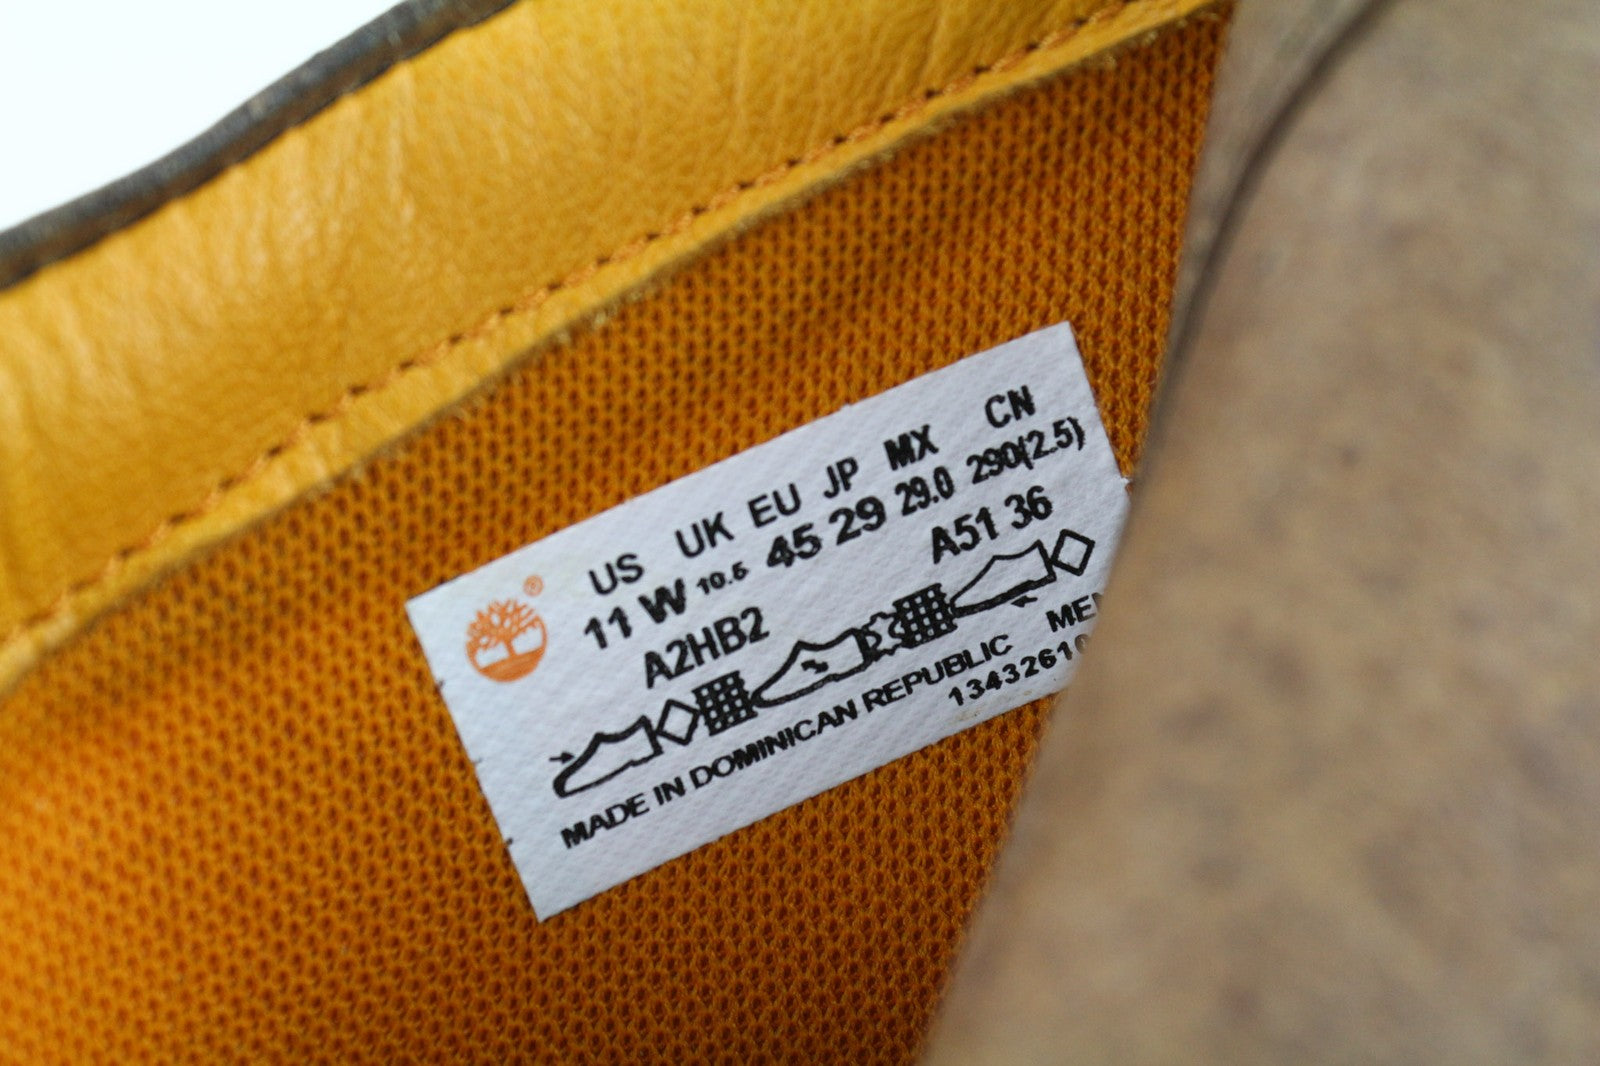 US UK EU JP MX CN
11 W 10.5 45 29 29.0 290(2.5)
A2HB2 A51 36
MADE IN DOMINICAN REPUBLIC
1343261
®